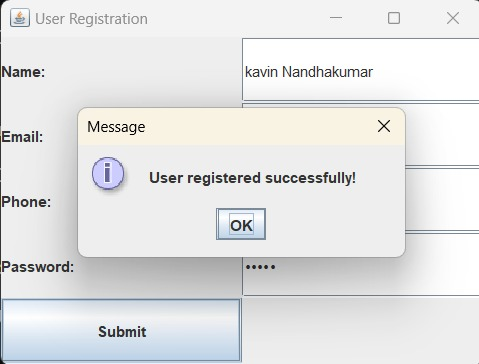 User Registration
Name:
kavin Nandhakumar
Email:
Message
User registered successfully!
Phone:
OK
Password:
•••••
Submit